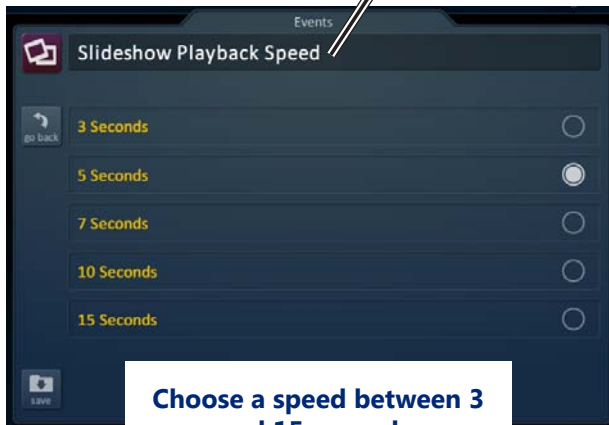 Events
Slideshow Playback Speed
go back
3 Seconds
5 Seconds
7 Seconds
10 Seconds
15 Seconds
save
Choose a speed between 3
15